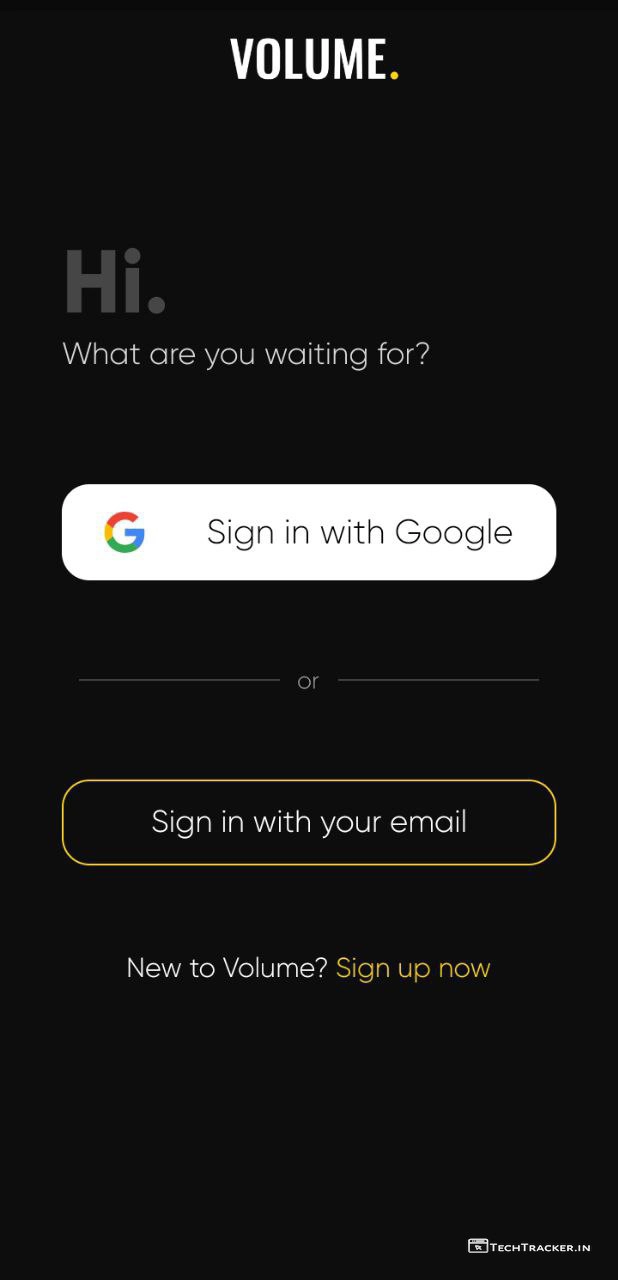 VOLUME.
Hi.
What are you waiting for?
Sign in with Google
or
Sign in with your email
New to Volume? Sign up now
TECHTRACKER.IN